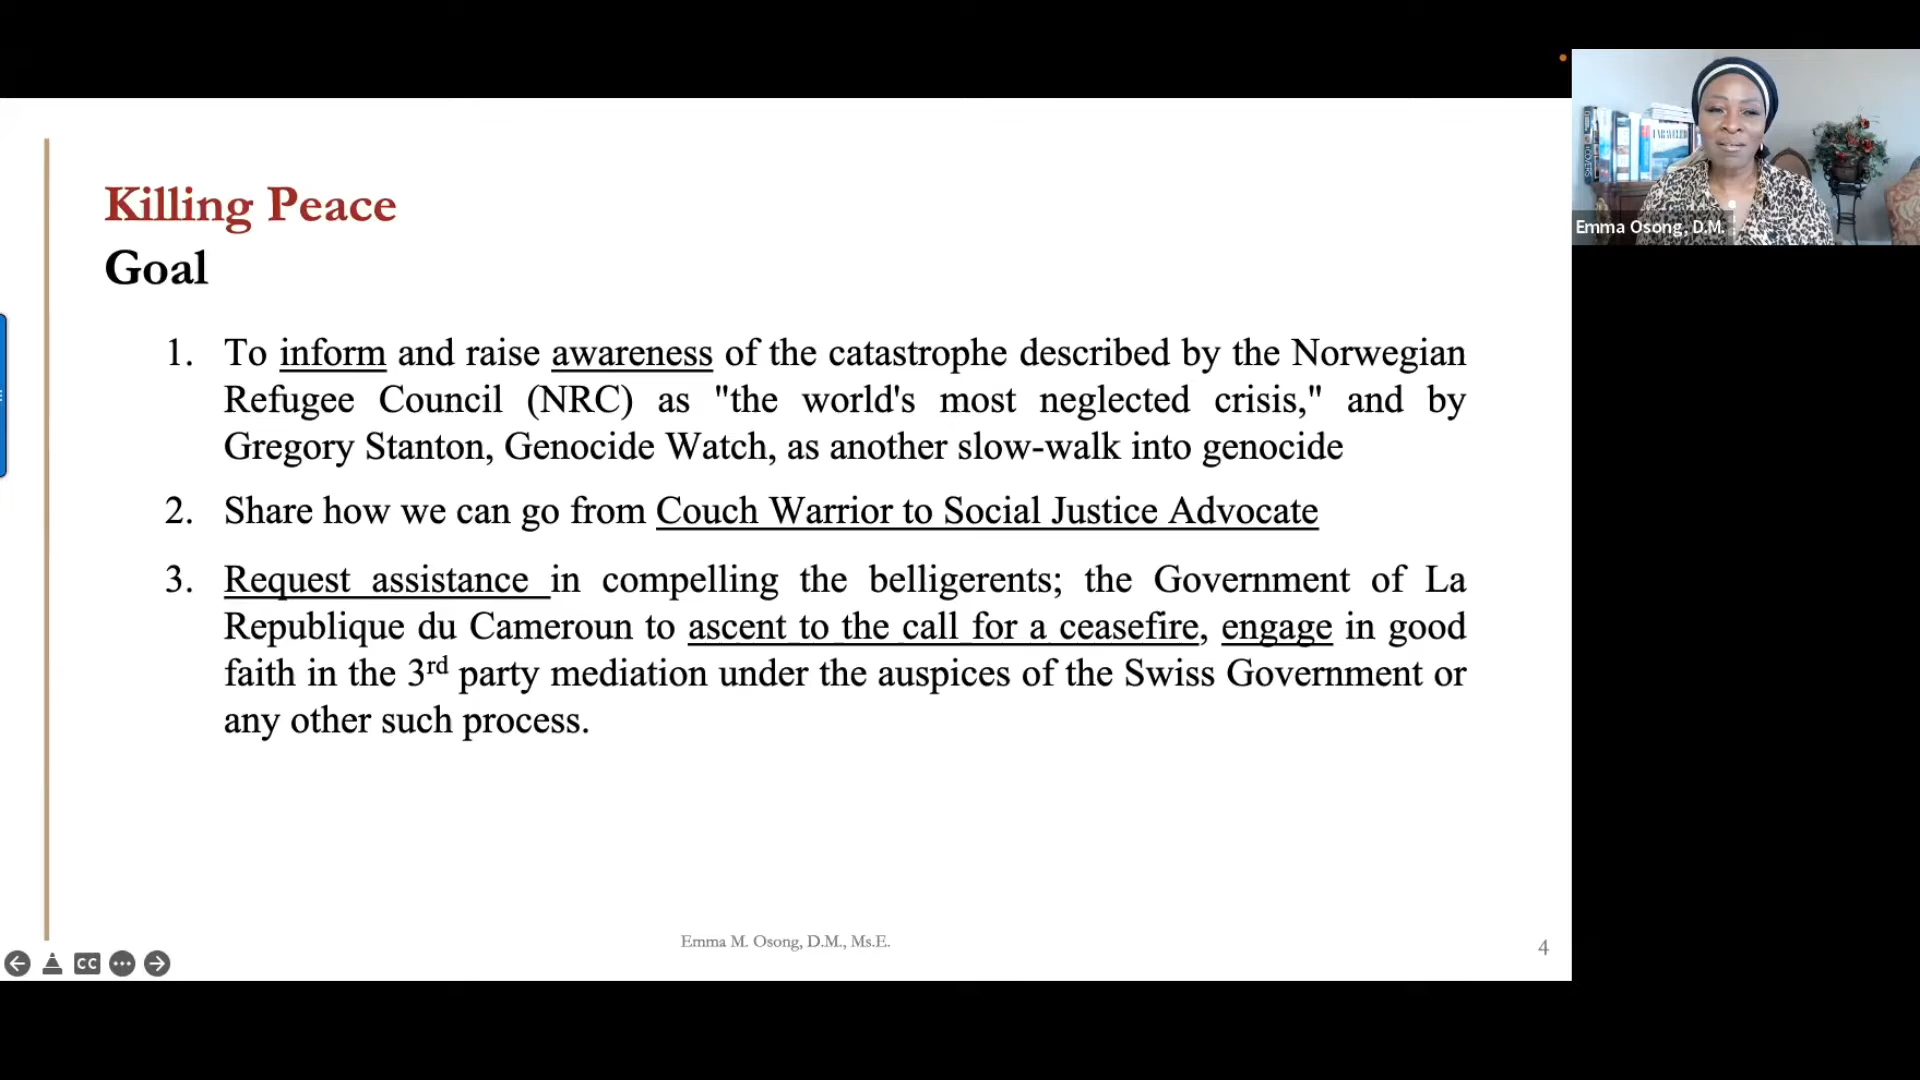 Killing Peace
Goal
1. To inform and raise awareness of the catastrophe described by the Norwegian
Refugee Council (NRC) as "the world's most neglected crisis," and by
Gregory Stanton, Genocide Watch, as another slow-walk into genocide
2. Share how we can go from Couch Warrior to Social Justice Advocate
3. Request assistance in compelling the belligerents; the Government of La
Republique du Cameroun to ascent to the call for a ceasefire, engage in good
faith in the 3rd party mediation under the auspices of the Swiss Government or
any other such process.
Emma M. Osong, D.M., Ms.E.
4
CC
Emma Osong, D.M.